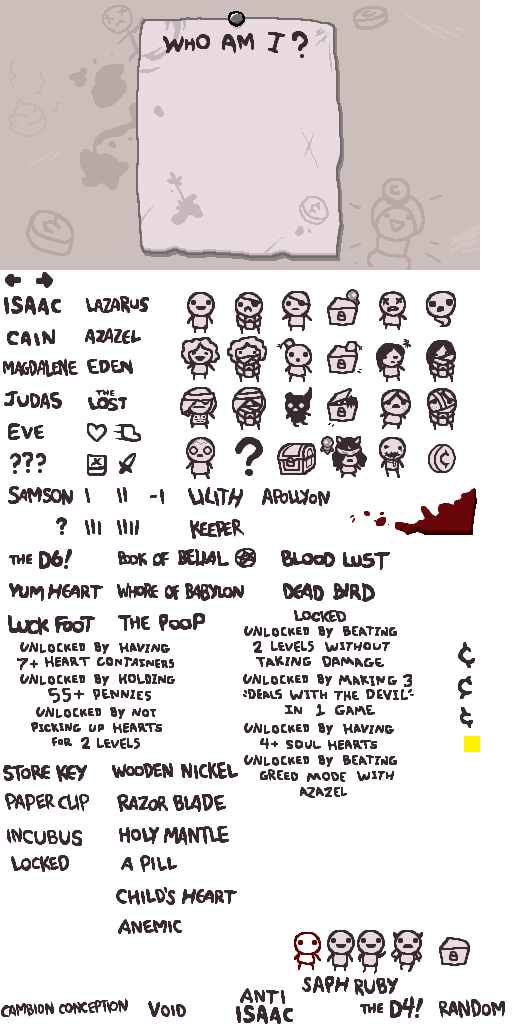 WHO AM I?
ISAAC LAZARUS
CAIN AZAZEL
MAGDALENE EDEN
JUDAS THE LOST
EVE
???
?
SAMSON I II -1 LILITH APOLLYON
? III IIII KEEPER
THE D6! BOOK OF BELIAL BLOOD LUST
YUM HEART WHORE OF BABYLON DEAD BIRD
LUCK FOOT THE POOP
LOCKED
UNLOCKED BY HAVING
7+ HEART CONTAINERS
UNLOCKED BY HOLDING
55+ PENNIES
UNLOCKED BY NOT
PICKING UP HEARTS
FOR 2 LEVELS
UNLOCKED BY BEATING
2 LEVELS WITHOUT
TAKING DAMAGE
UNLOCKED BY MAKING 3
"DEALS WITH THE DEVIL"
IN 1 GAME
UNLOCKED BY HAVING
4+ SOUL HEARTS
UNLOCKED BY BEATING
GREED MODE WITH
AZAZEL
¢
¢
¢
STORE KEY WOODEN NICKEL
PAPER CLIP RAZOR BLADE
INCUBUS HOLY MANTLE
LOCKED A PILL
CHILD'S HEART
ANEMIC
SAPH RUBY
CAMBION CONCEPTION VOID ANTI
ISAAC THE D4! RANDOM